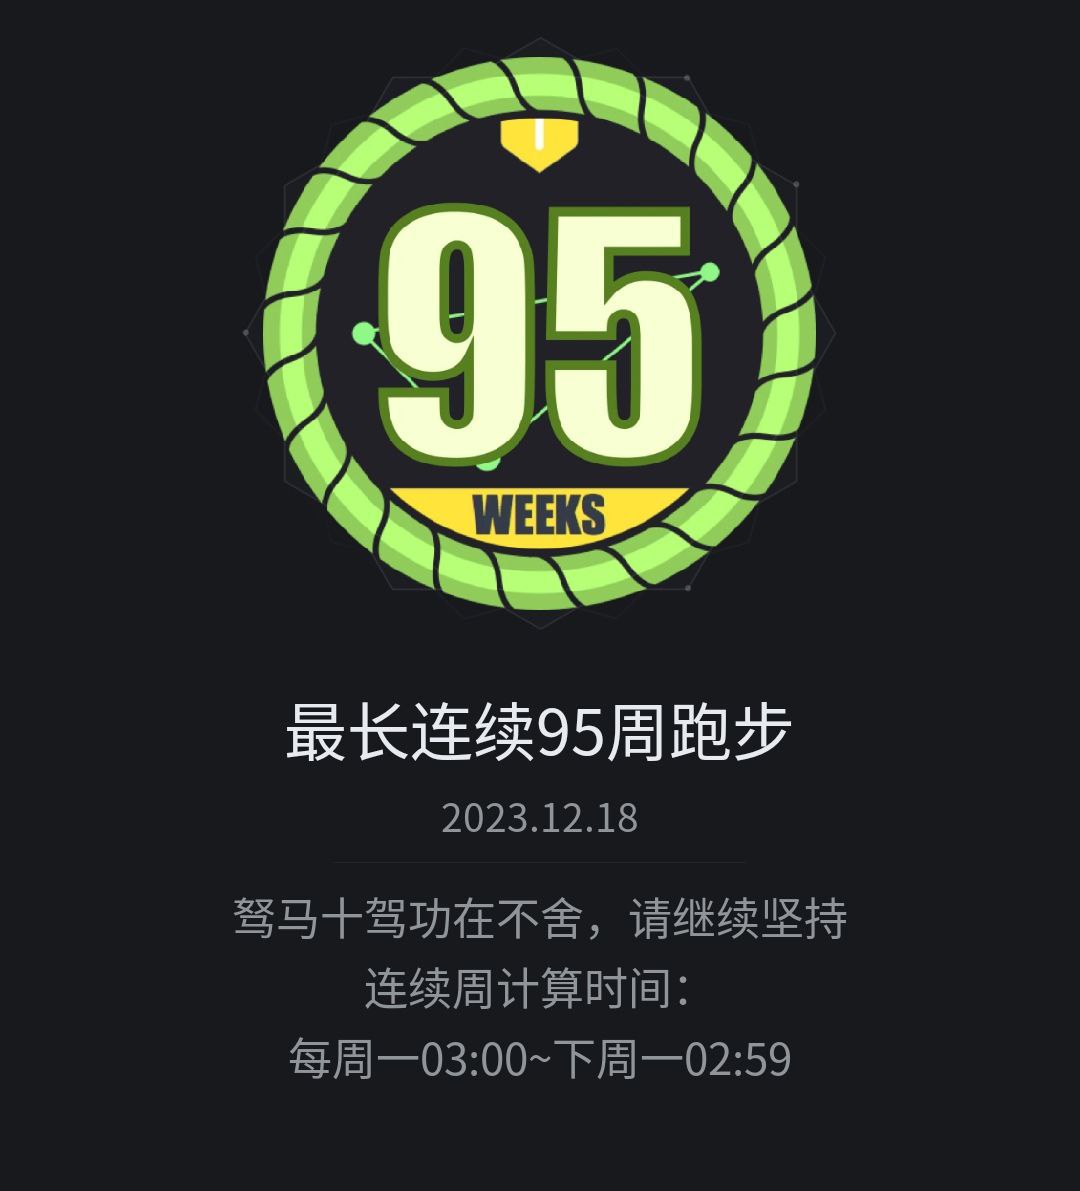 95
WEEKS
最长连续95周跑步
2023.12.18
驽马十驾功在不舍，请继续坚持
连续周计算时间：
每周一03:00~下周一02:59